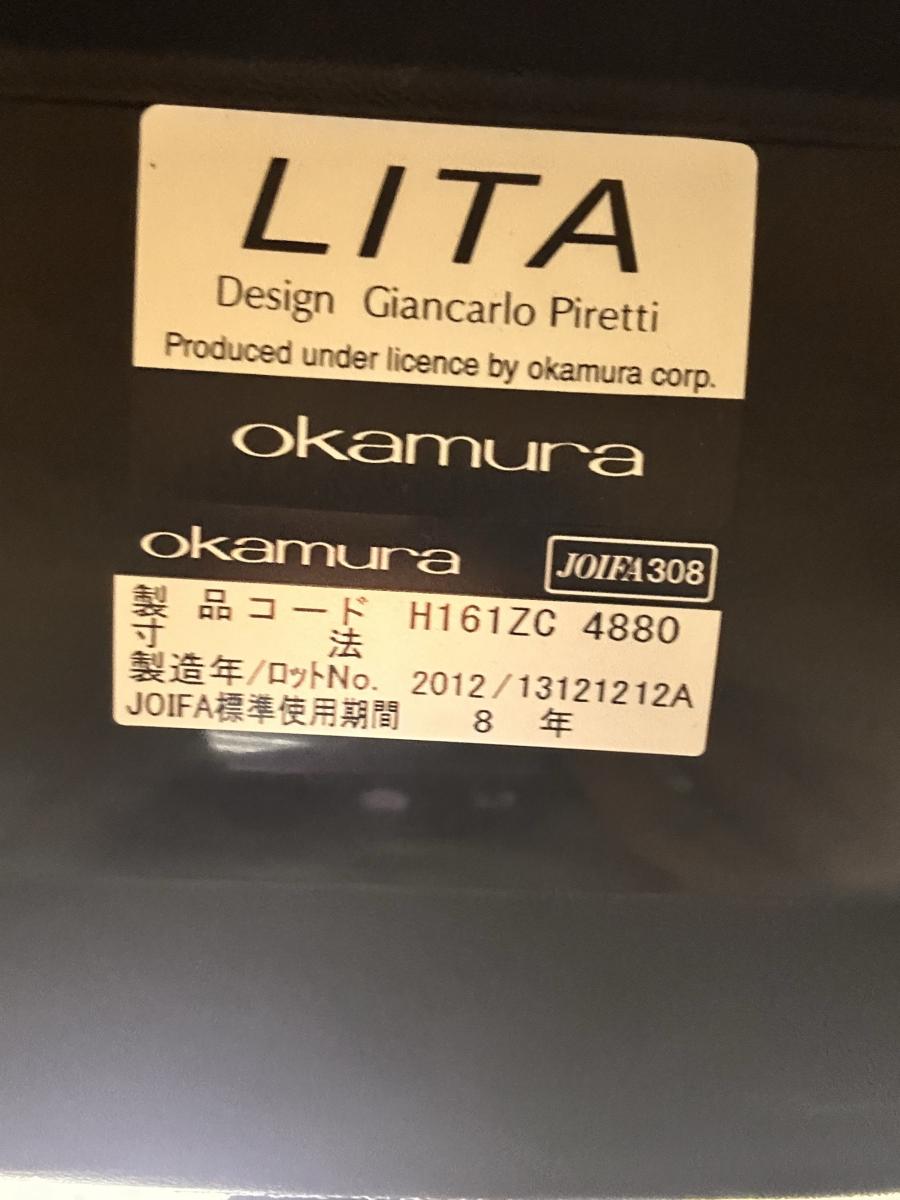 LITA
Design Giancarlo Piretti
Produced under licence by okamura corp.
okamura
okamura JOIFA308
製品コード H161ZC 4880
寸法
製造年/ロットNo. 2012/13121212A
JOIFA標準使用期間 8 年